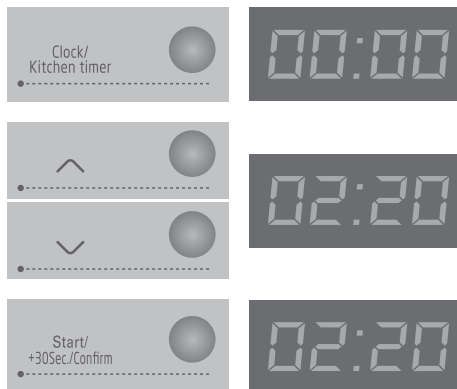 Clock/
Kitchen timer
00:00
02:20
Start/
+30Sec./Confirm
02:20